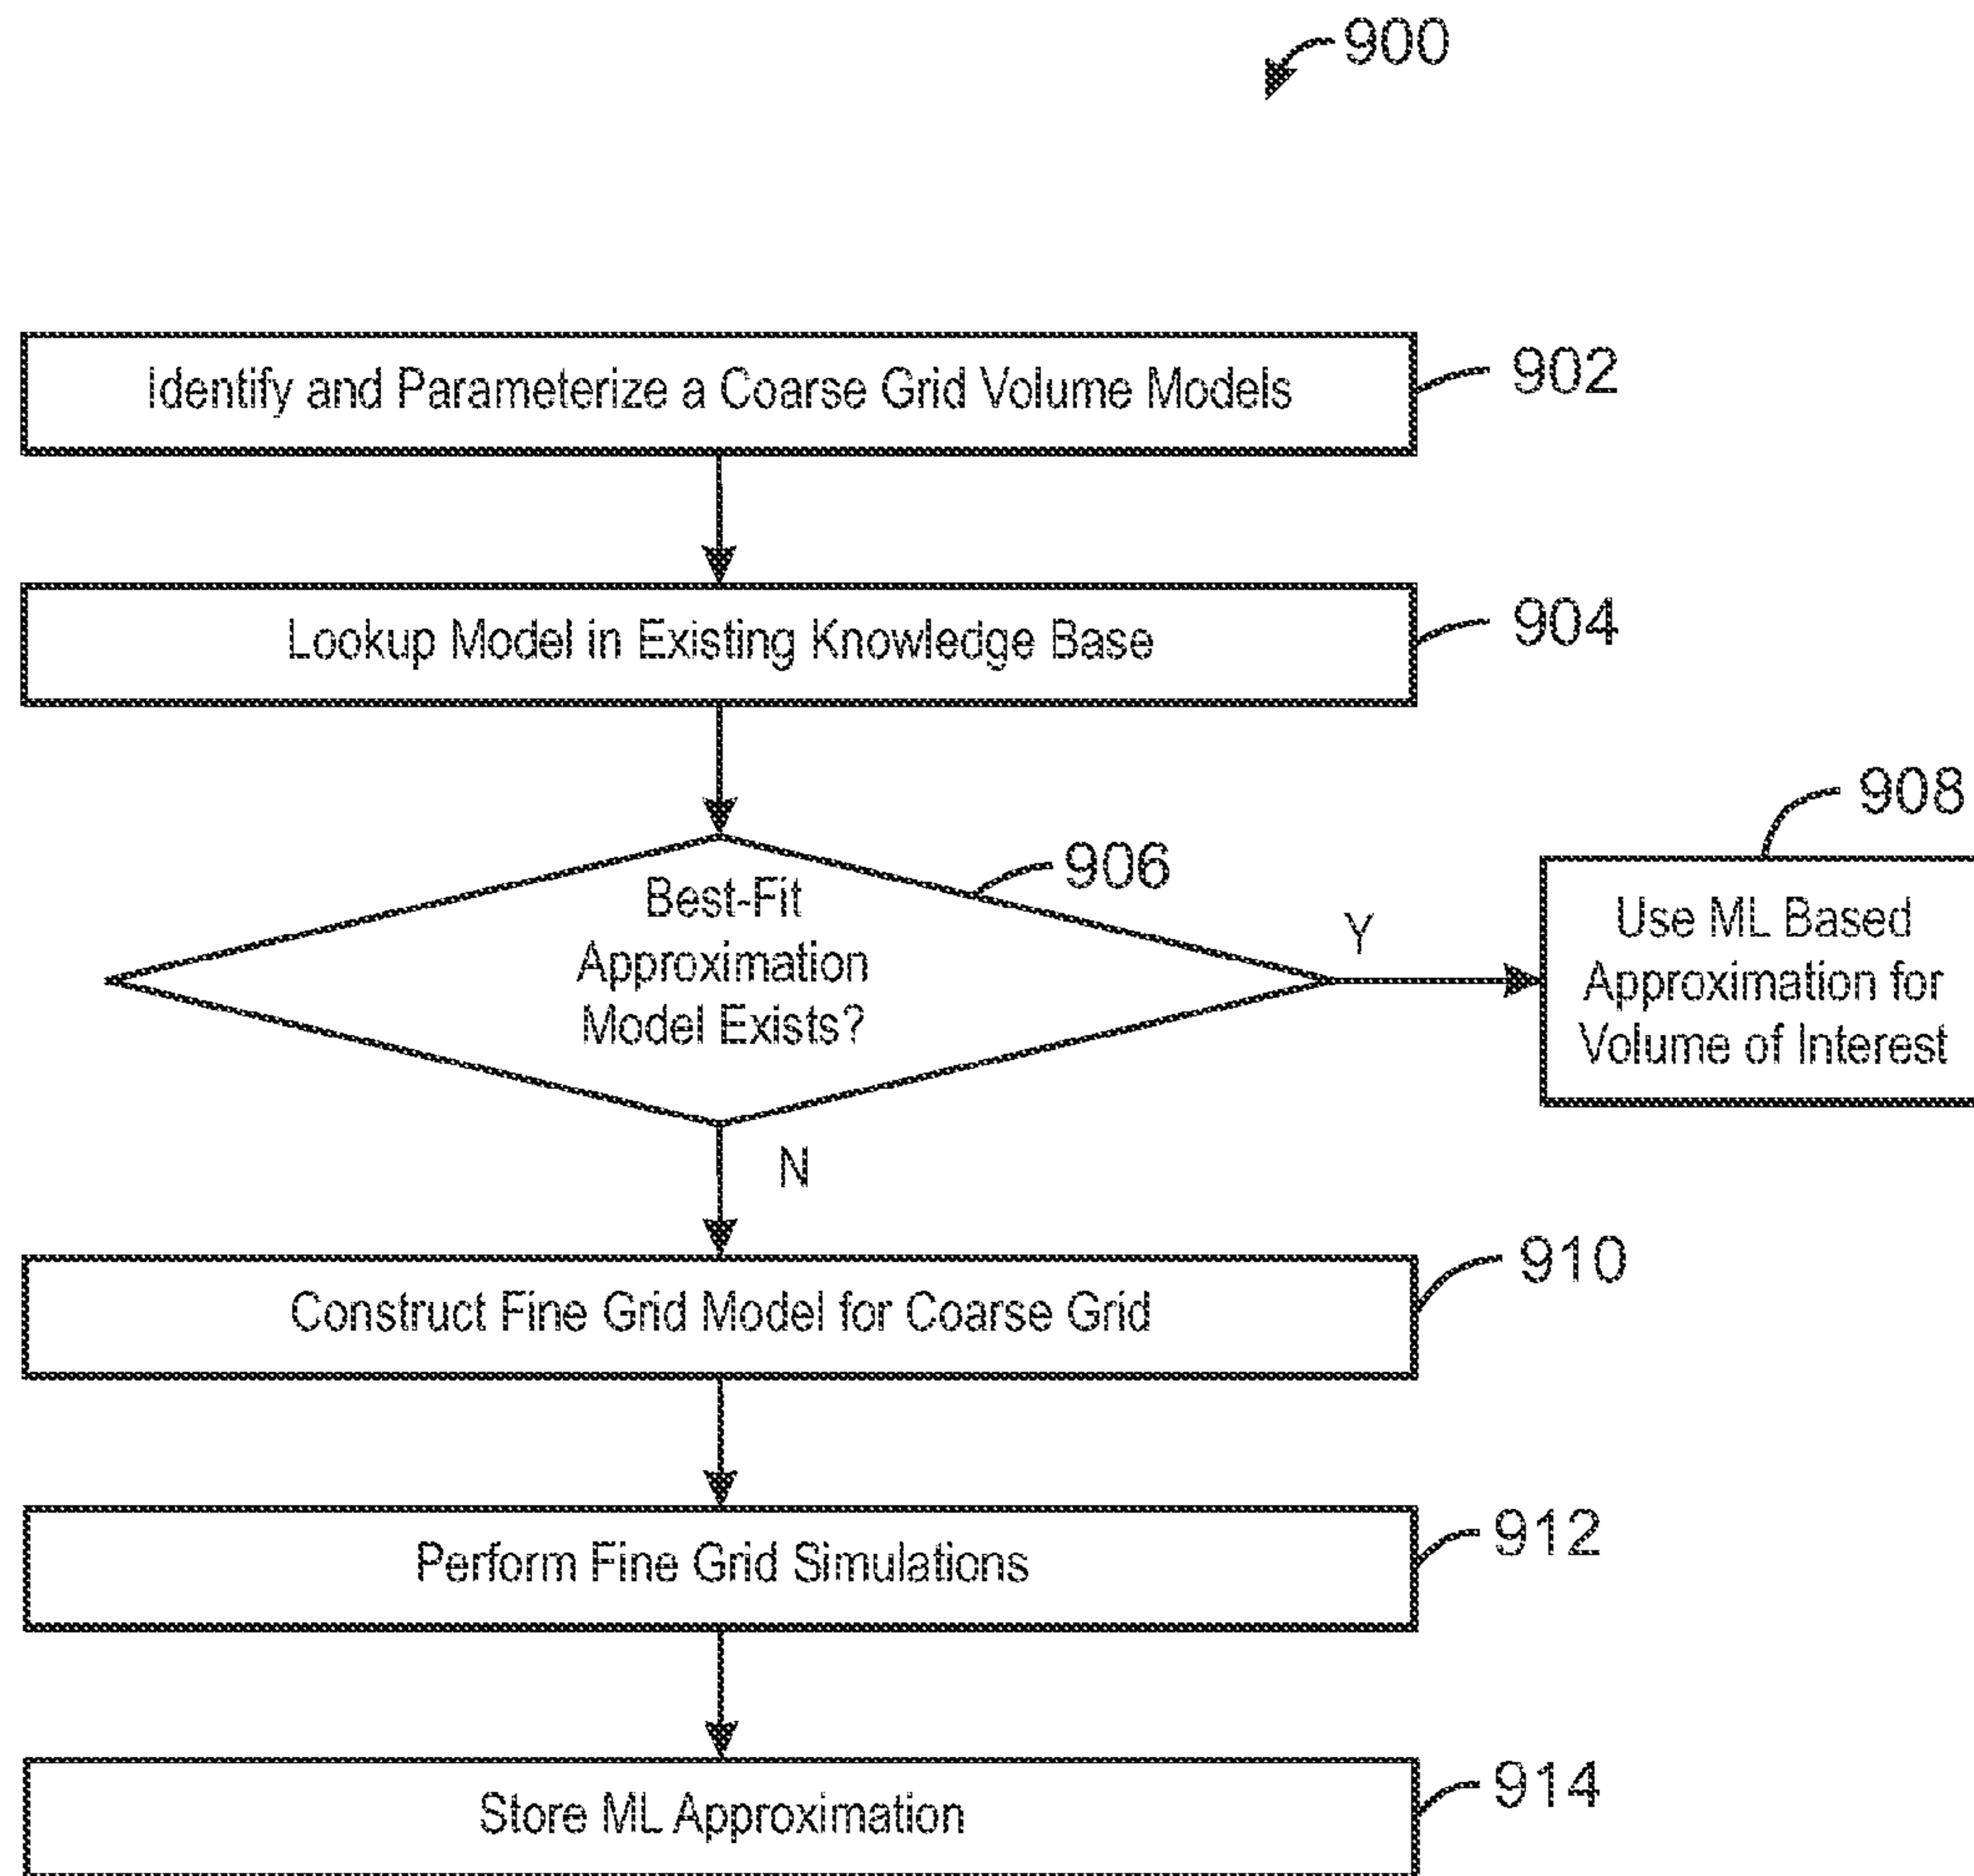 900
Identify and Parameterize a Coarse Grid Volume Models
902
Lookup Model in Existing Knowledge Base
904
Best-Fit
Approximation
Model Exists?
906
Y
908
Use ML Based
Approximation for
Volume of Interest
N
Construct Fine Grid Model for Coarse Grid
910
Perform Fine Grid Simulations
912
Store ML Approximation
914